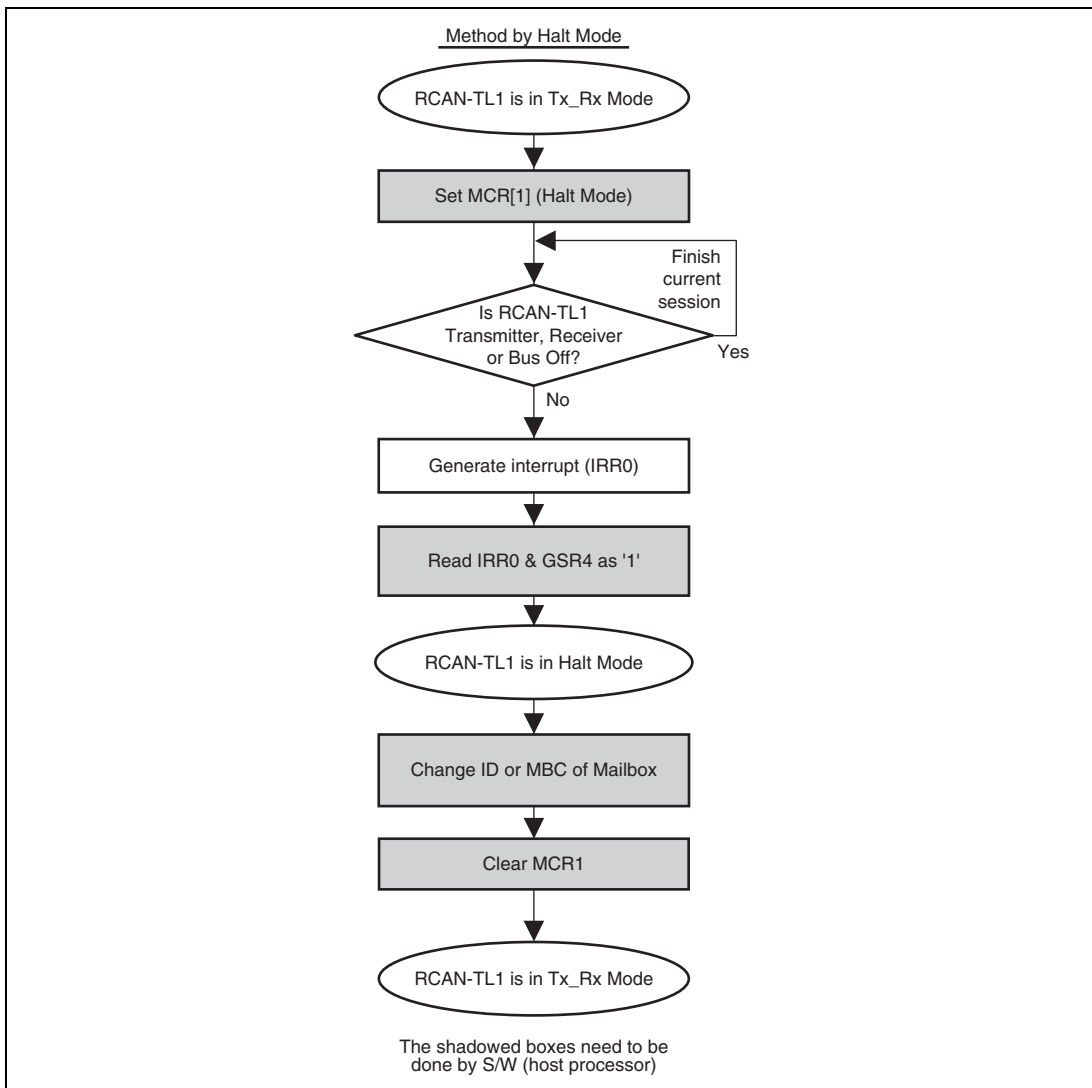 Method by Halt Mode
RCAN-TL1 is in Tx_Rx Mode
Set MCR[1] (Halt Mode)
Finish
current
session
Is RCAN-TL1
Transmitter, Receiver
or Bus Off?
Yes
No
Generate interrupt (IRR0)
Read IRR0 & GSR4 as '1'
RCAN-TL1 is in Halt Mode
Change ID or MBC of Mailbox
Clear MCR1
RCAN-TL1 is in Tx_Rx Mode
The shadowed boxes need to be
done by S/W (host processor)